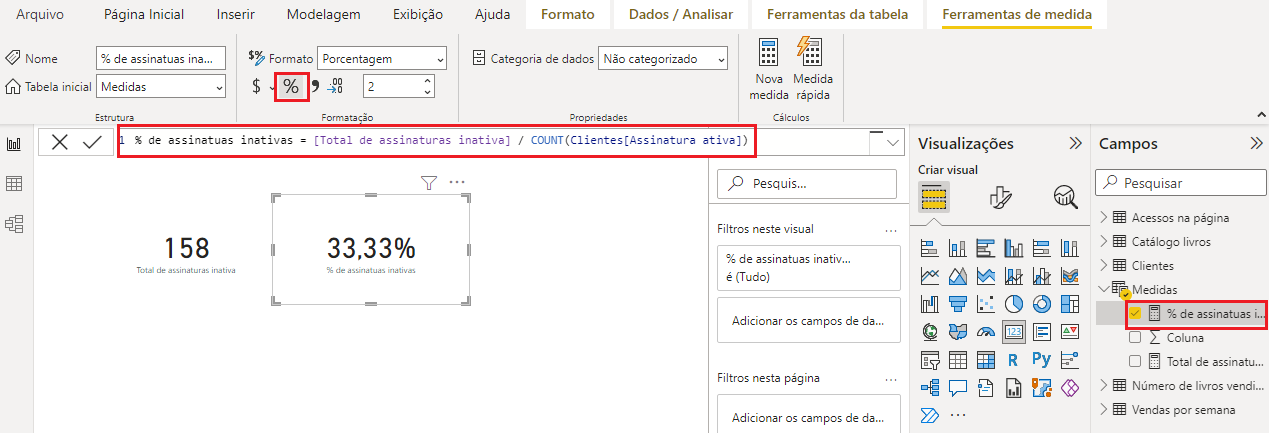 Arquivo Página Inicial Inserir Modelagem Exibição Ajuda Formato Dados / Analisar Ferramentas da tabela Ferramentas de medida
Nome % de assinatuas ina...
Tabela inicial Medidas
Estrutura
$% Formato Porcentagem
$ % , .00 2
Formatação
Categoria de dados Não categorizado
Propriedades
Nova medida
Medida rápida
Cálculos
1 % de assinatuas inativas = [Total de assinaturas inativa] / COUNT(Clientes[Assinatura ativa])
158
Total de assinaturas inativa
33,33%
% de assinatuas inativas
Pesquis...
Filtros neste visual ...
% de assinatuas inativ...
é (Tudo)
Adicionar os campos de da...
Filtros nesta página ...
Adicionar os campos de da...
Visualizações
Criar visual
123
R Py
...
Campos
Pesquisar
Acessos na página
Catálogo livros
Clientes
Medidas
% de assinatuas i...
Coluna
Total de assinatu...
Número de livros vendi...
Vendas por semana